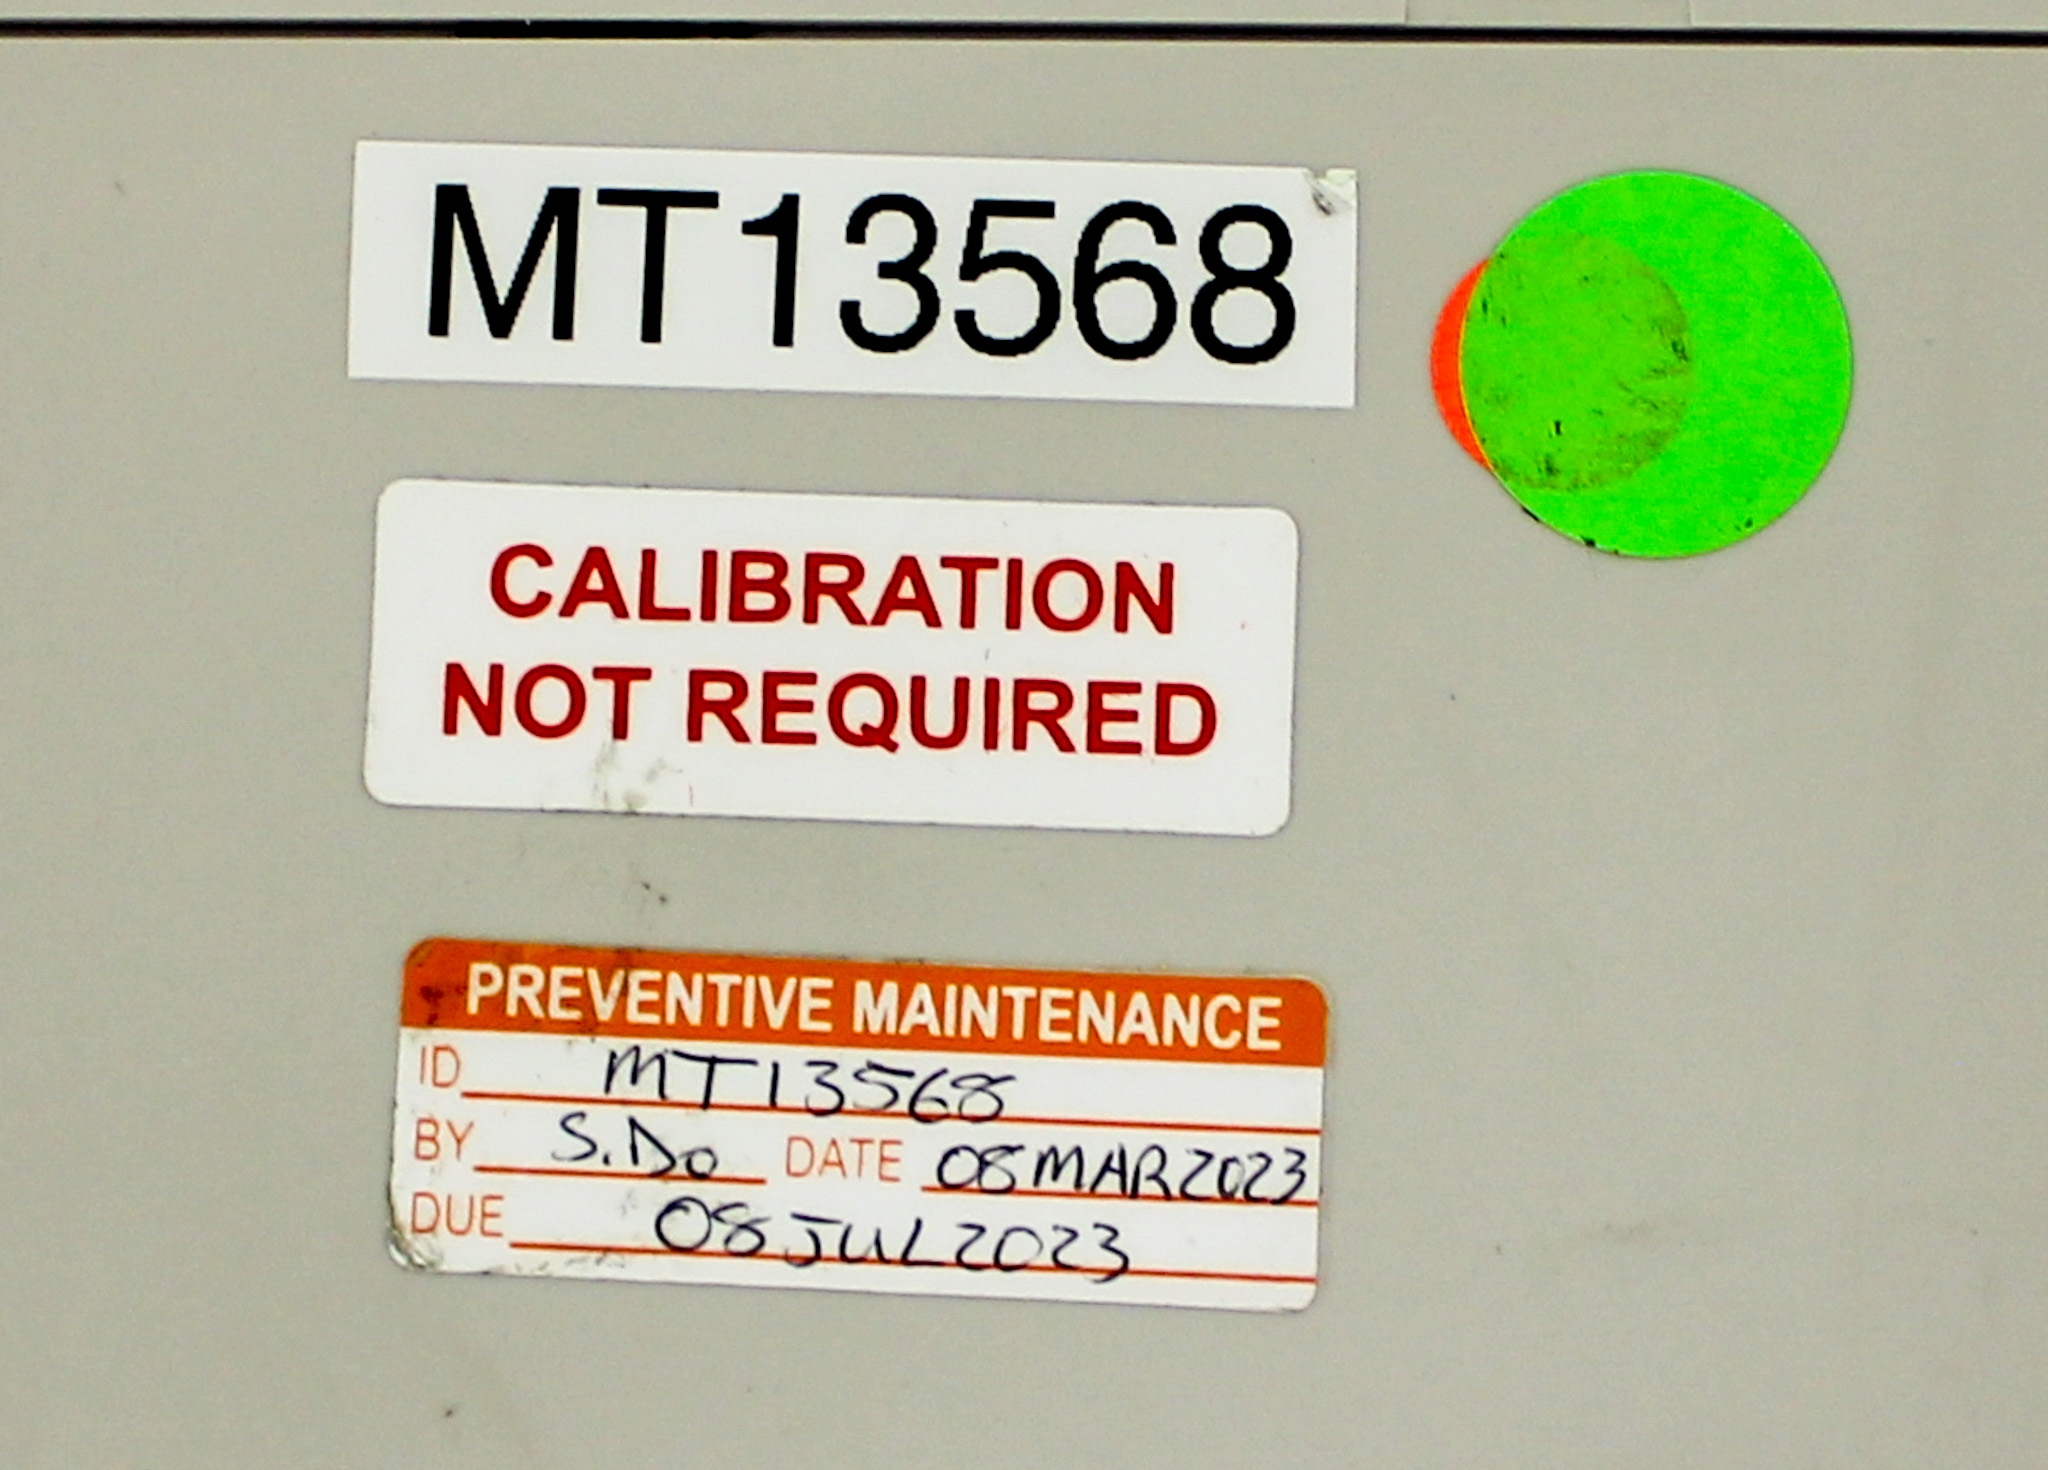 MT13568
CALIBRATION
NOT REQUIRED
PREVENTIVE MAINTENANCE
ID MT13568
BY S.Do DATE 08MAR2023
DUE 08JUL2023